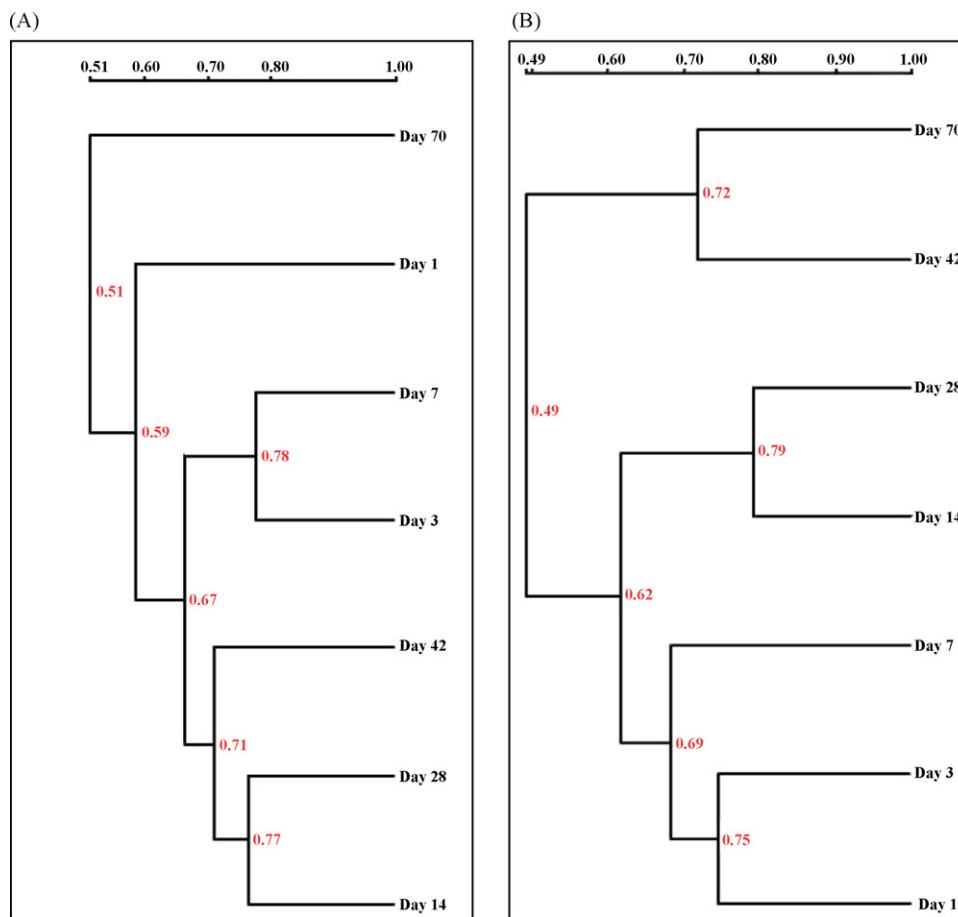 (A)
0.51 0.60 0.70 0.80 1.00
Day 70
Day 1
0.51
Day 7
0.59
0.78
Day 3
0.67
Day 42
0.71
Day 28
0.77
Day 14
(B)
0.49 0.60 0.70 0.80 0.90 1.00
Day 70
0.72
Day 42
Day 28
0.49
0.79
Day 14
0.62
Day 7
0.69
Day 3
0.75
Day 1